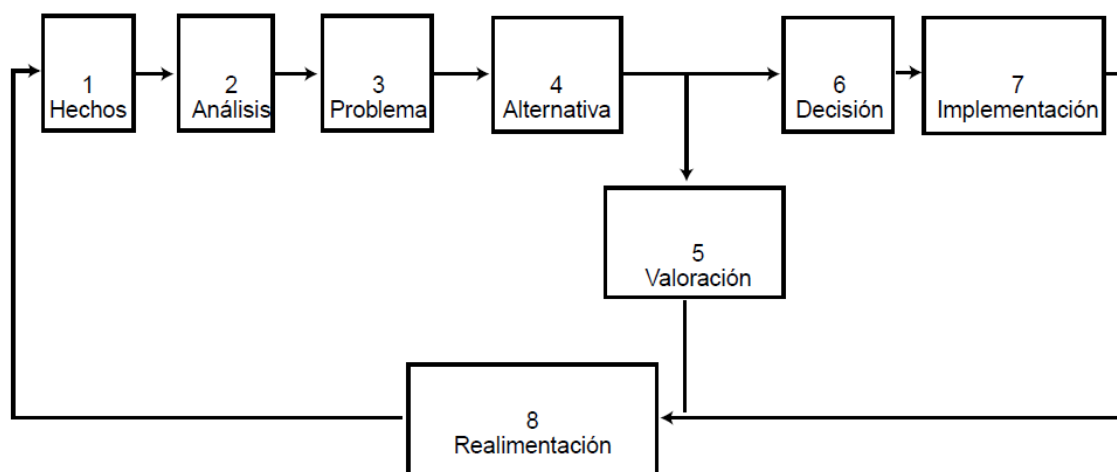 1
Hechos
2
Análisis
3
Problema
4
Alternativa
6
Decisión
7
Implementación
5
Valoración
8
Realimentación